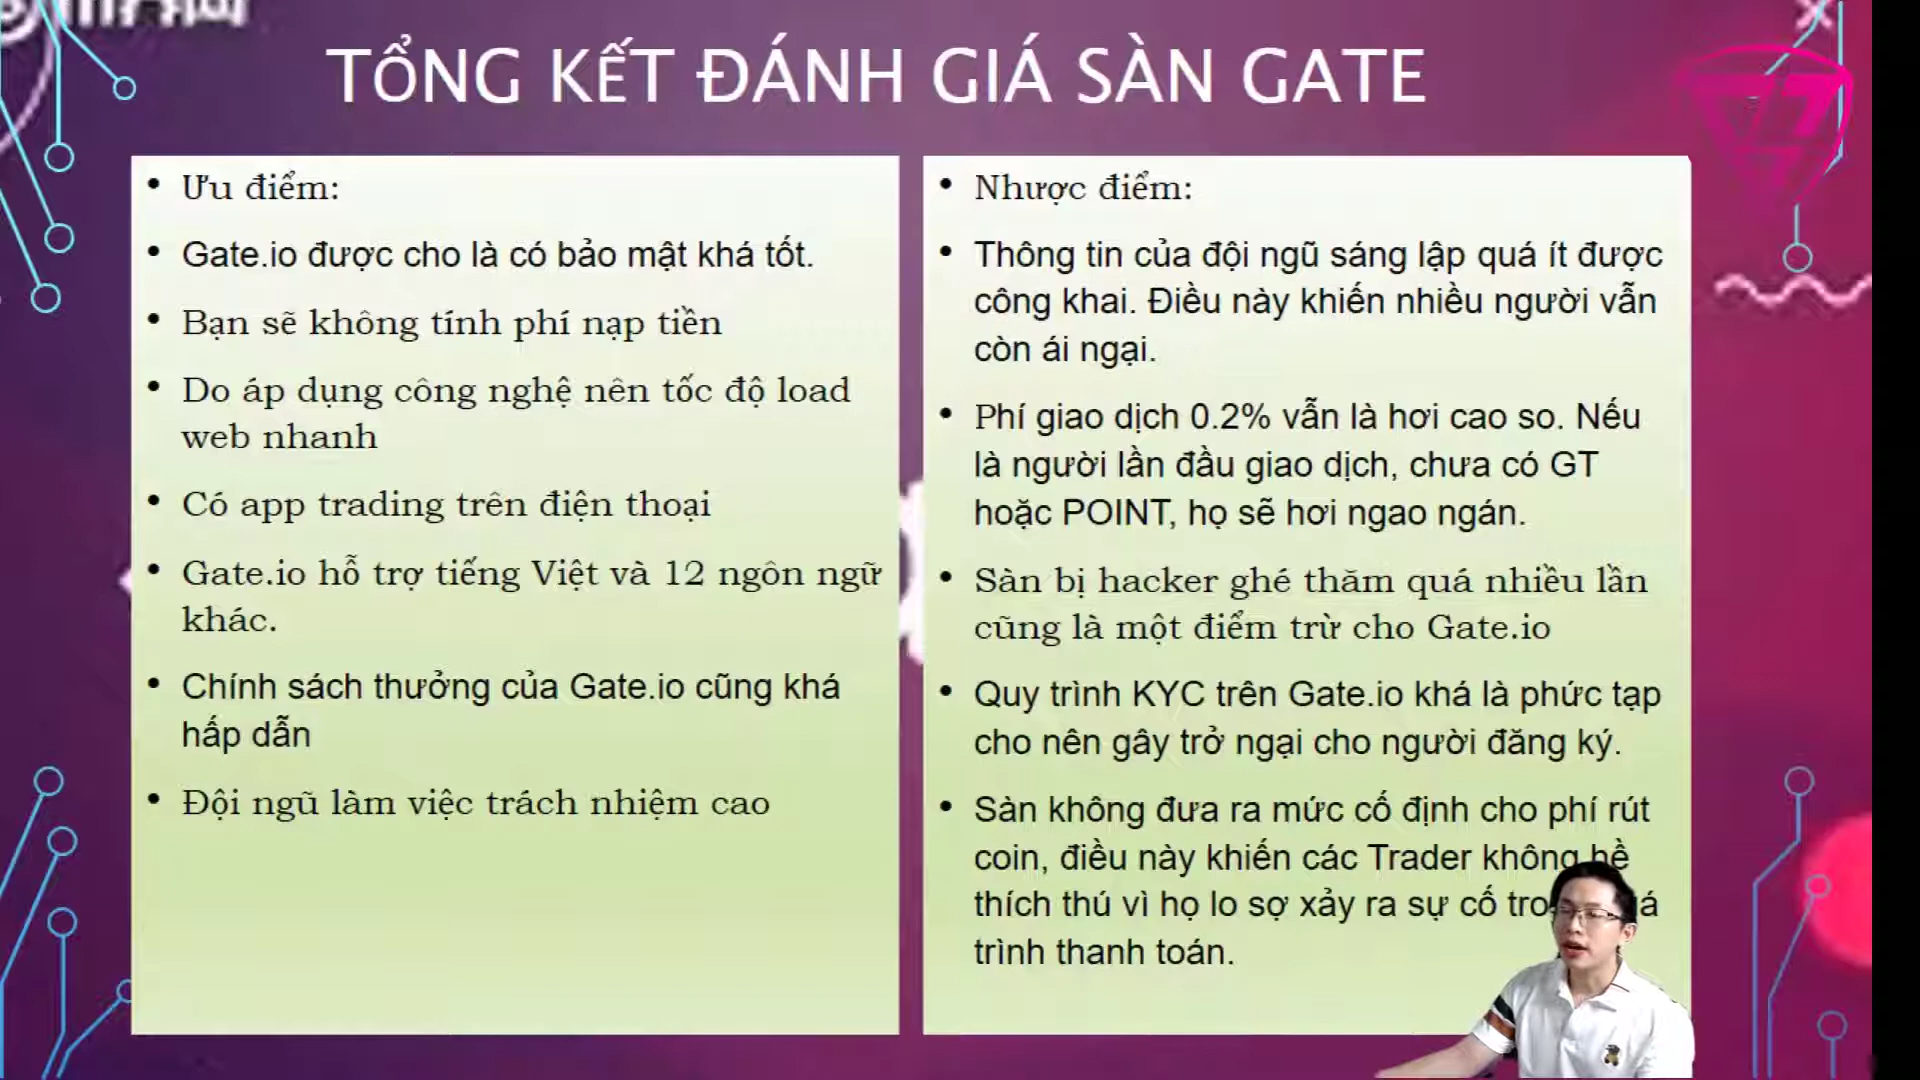 TỔNG KẾT ĐÁNH GIÁ SÀN GATE
• Ưu điểm:
• Gate.io được cho là có bảo mật khá tốt.
• Bạn sẽ không tính phí nạp tiền
• Do áp dụng công nghệ nên tốc độ load
web nhanh
• Có app trading trên điện thoại
• Gate.io hỗ trợ tiếng Việt và 12 ngôn ngữ
khác.
• Chính sách thưởng của Gate.io cũng khá
hấp dẫn
• Đội ngũ làm việc trách nhiệm cao
• Nhược điểm:
• Thông tin của đội ngũ sáng lập quá ít được
công khai. Điều này khiến nhiều người vẫn
còn ái ngại.
• Phí giao dịch 0.2% vẫn là hơi cao so. Nếu
là người lần đầu giao dịch, chưa có GT
hoặc POINT, họ sẽ hơi ngao ngán.
• Sàn bị hacker ghé thăm quá nhiều lần
cũng là một điểm trừ cho Gate.io
• Quy trình KYC trên Gate.io khá là phức tạp
cho nên gây trở ngại cho người đăng ký.
• Sàn không đưa ra mức cố định cho phí rút
coin, điều này khiến các Trader không hề
thích thú vì họ lo sợ xảy ra sự cố
trình thanh toán.